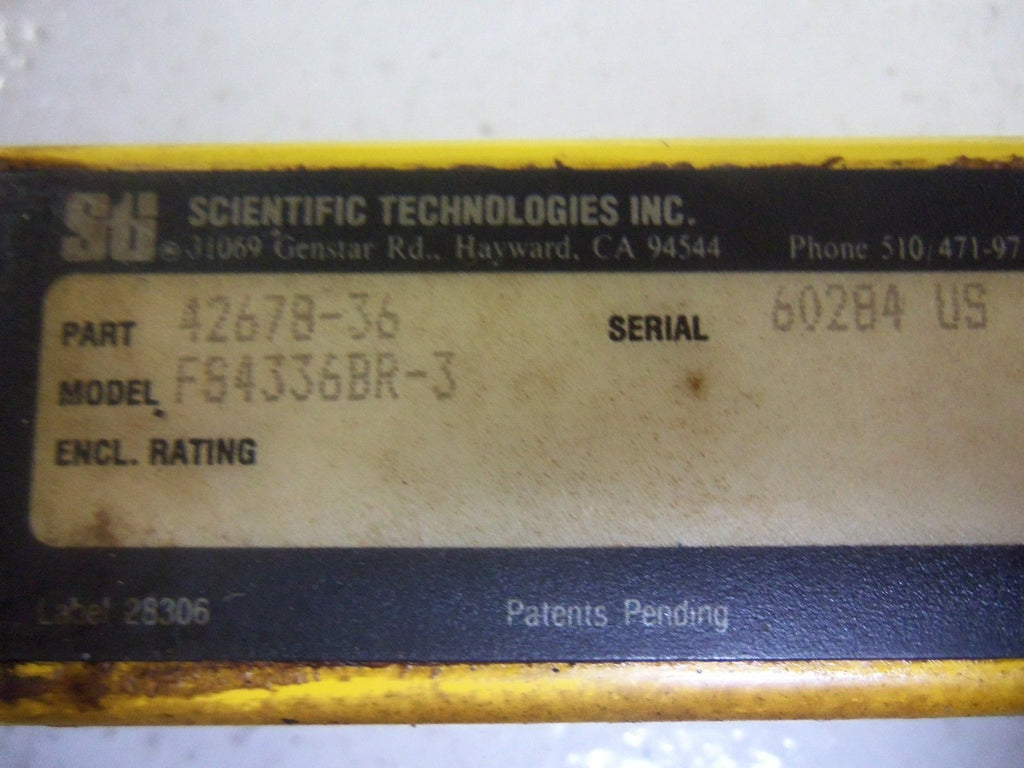 sti ® SCIENTIFIC TECHNOLOGIES INC.
31069 Genstar Rd., Hayward, CA 94544 Phone 510/471-97
PART 42678-36 SERIAL 60284 US
MODEL FS4336BR-3
ENCL. RATING
Label 28306 Patents Pending